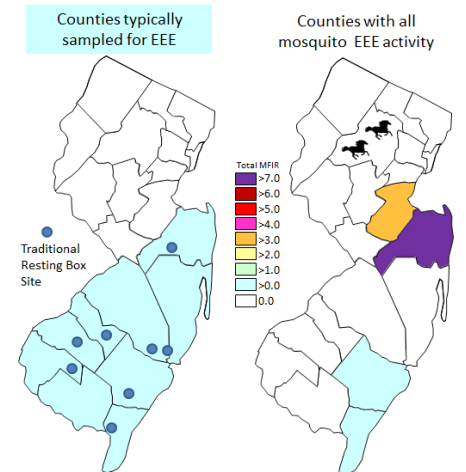 Counties typically
sampled for EEE
Counties with all
mosquito EEE activity
Traditional
Resting Box
Site
Total MFIR
>7.0
>6.0
>5.0
>4.0
>3.0
>2.0
>1.0
>0.0
0.0